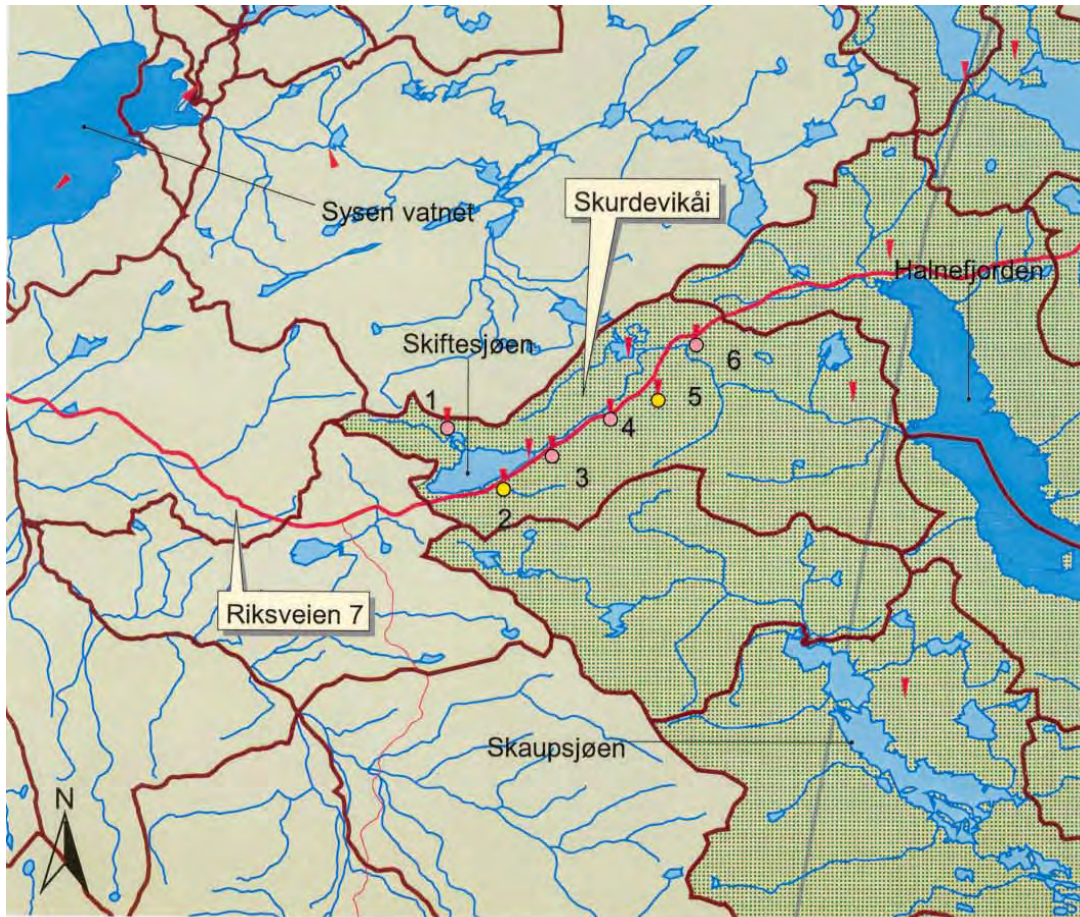 Sysen vatnet
Skurdevikåi
Halnefjorden
Skiftesjøen
1
6
5
4
3
2
Riksveien 7
Skaupsjøen
N